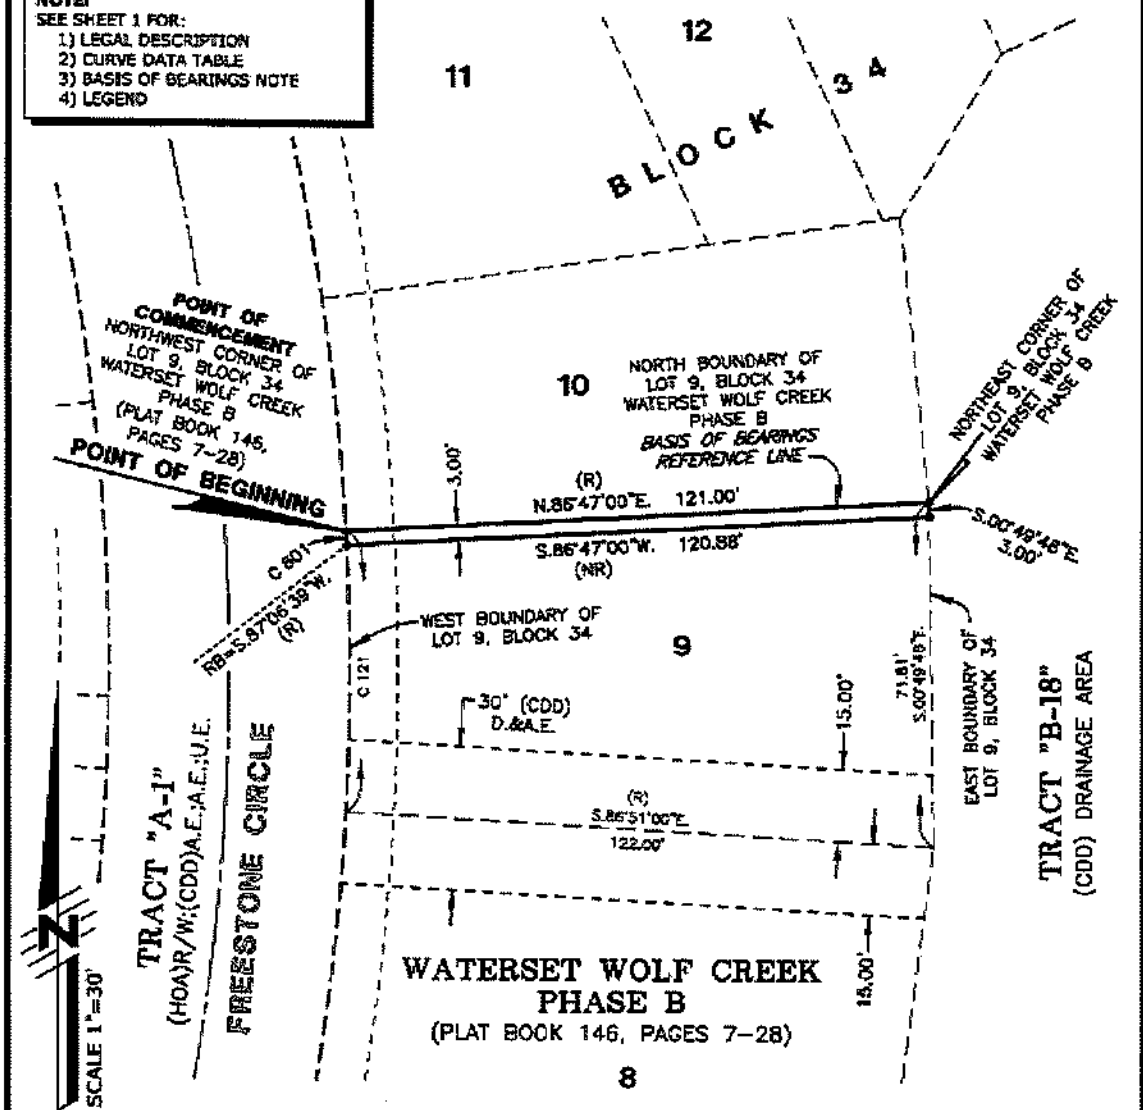 NOTE:
SEE SHEET 1 FOR:
1) LEGAL DESCRIPTION
2) CURVE DATA TABLE
3) BASIS OF BEARINGS NOTE
4) LEGEND
11
12
BLOCK 34
POINT OF
COMMENCEMENT
NORTHWEST CORNER OF
LOT 9, BLOCK 34
WATERSET WOLF CREEK
PHASE B
(PLAT BOOK 146,
PAGES 7-28)
POINT OF BEGINNING
10
NORTH BOUNDARY OF
LOT 9, BLOCK 34
WATERSET WOLF CREEK
PHASE B
BASIS OF BEARINGS
REFERENCE LINE
NORTHEAST CORNER OF
LOT 9, BLOCK 34
WATERSET WOLF CREEK
PHASE B
3.00'
(R)
N.86°47'00"E. 121.00'
S.86°47'00"W. 120.88'
(NR)
S.00°49'46"E
3.00'
C 601
RB=S.87°06'39"W.
(R)
WEST BOUNDARY OF
LOT 9, BLOCK 34
C 121
9
71.81'
S.00°49'46"E.
EAST BOUNDARY OF
LOT 9, BLOCK 34
30' (CDD)
D.&A.E.
15.00'
(R)
S.86°51'00"E.
122.00'
15.00'
TRACT "A-1"
(HOA)R/W;(CDD)A.E.;A.E.;U.E.
FREESTONE CIRCLE
TRACT "B-18"
(CDD) DRAINAGE AREA
N
SCALE 1"=30'
WATERSET WOLF CREEK
PHASE B
(PLAT BOOK 146, PAGES 7-28)
8